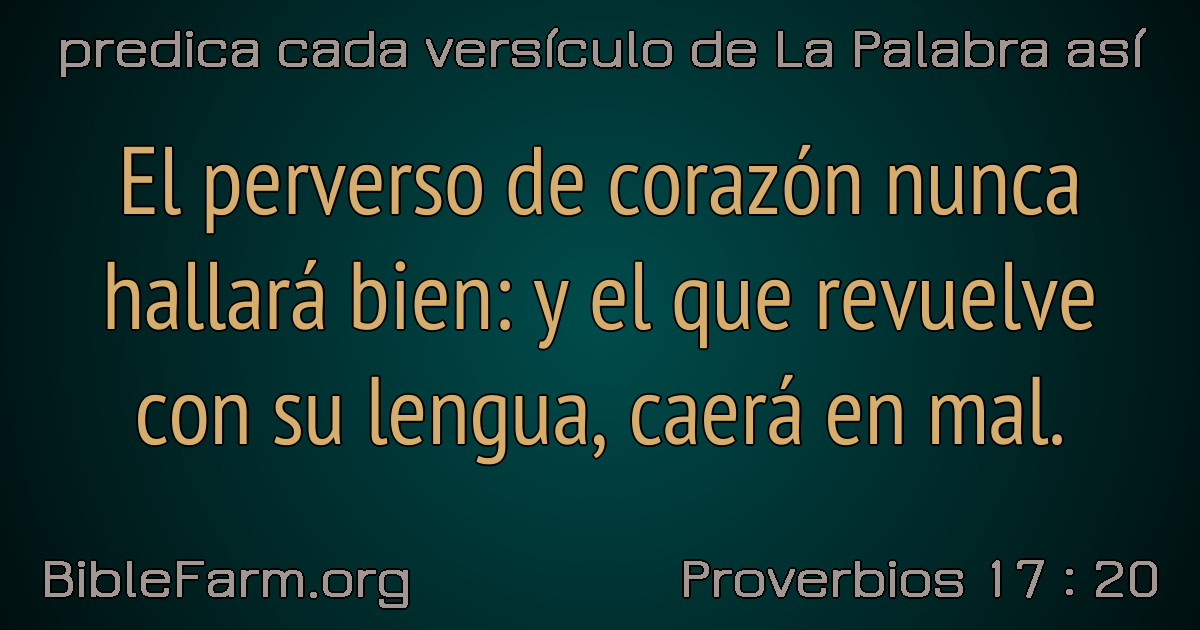 predica cada versículo de La Palabra así
El perverso de corazón nunca
hallará bien: y el que revuelve
con su lengua, caerá en mal.
BibleFarm.org
Proverbios 17 : 20